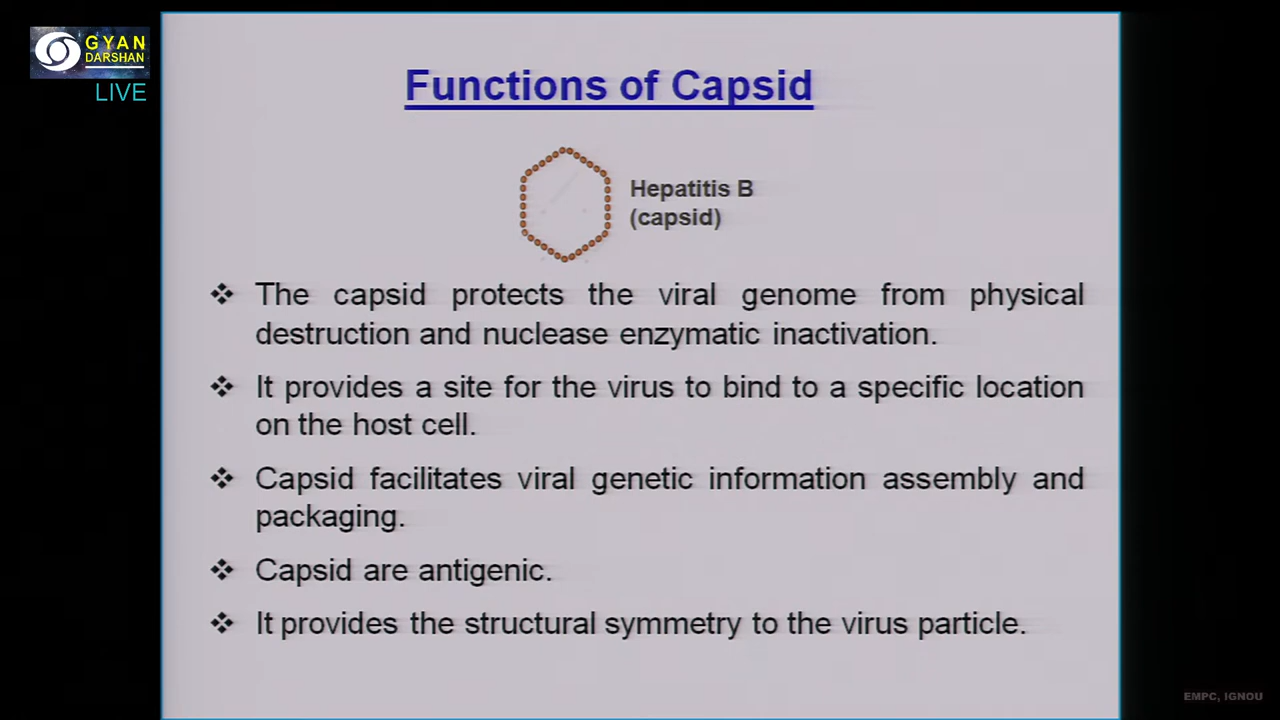 GYAN
DARSHAN
LIVE
Functions of Capsid
Hepatitis B
(capsid)
❖ The capsid protects the viral genome from physical
destruction and nuclease enzymatic inactivation.
❖ It provides a site for the virus to bind to a specific location
on the host cell.
❖ Capsid facilitates viral genetic information assembly and
packaging.
❖ Capsid are antigenic.
❖ It provides the structural symmetry to the virus particle.
EMPC, IGNOU